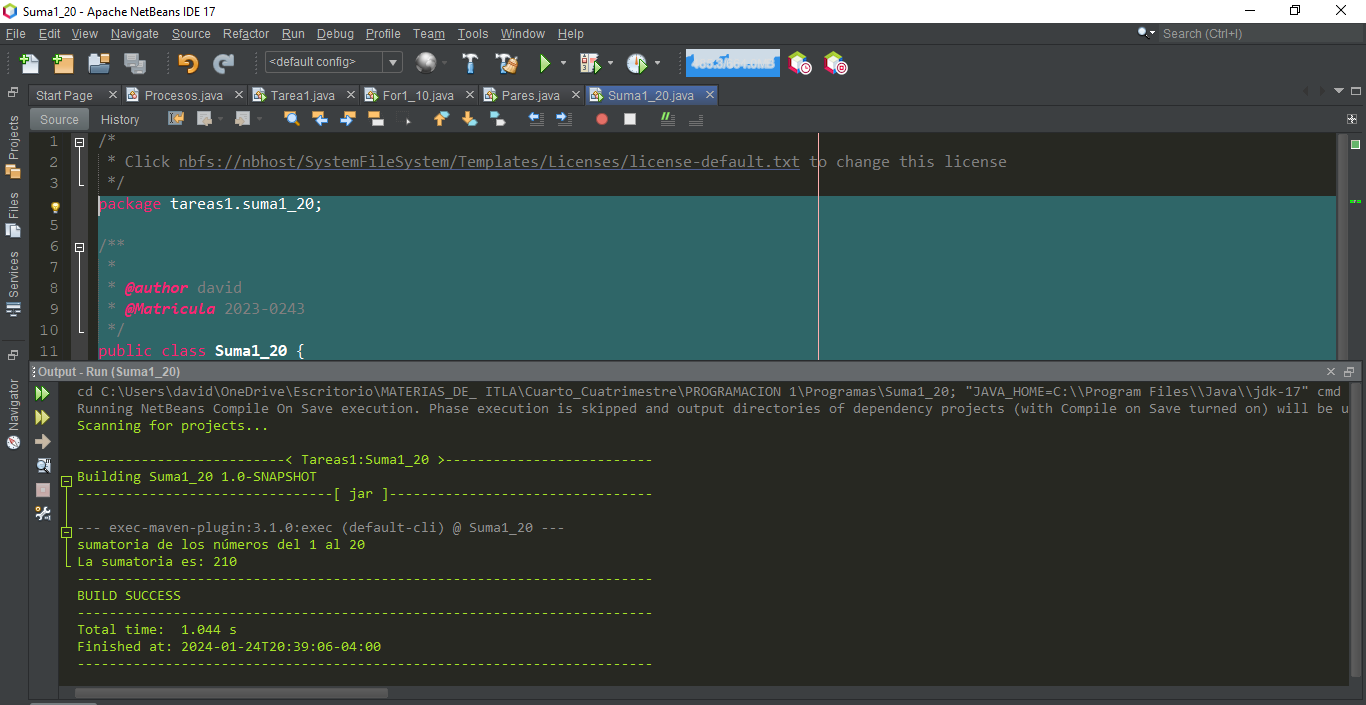 Suma1_20 - Apache NetBeans IDE 17
File Edit View Navigate Source Refactor Run Debug Profile Team Tools Window Help
Search (Ctrl+I)
<default config>
Start Page Procesos.java Tarea1.java For1_10.java Pares.java Suma1_20.java
Source History
Projects
Files
Services
Navigator
1 /*
2 * Click nbfs://nbhost/SystemFileSystem/Templates/Licenses/license-default.txt to change this license
3 */
package tareas1.suma1_20;
5
6 /**
7 *
8 * @author david
9 * @Matricula 2023-0243
10 */
11 public class Suma1_20 {
Output - Run (Suma1_20)
cd C:\Users\david\OneDrive\Escritorio\MATERIAS_DE_ ITLA\Cuarto_Cuatrimestre\PROGRAMACION 1\Programas\Suma1_20; "JAVA_HOME=C:\\Program Files\\Java\\jdk-17" cmd
Running NetBeans Compile On Save execution. Phase execution is skipped and output directories of dependency projects (with Compile on Save turned on) will be u
Scanning for projects...
--------------------------< Tareas1:Suma1_20 >--------------------------
Building Suma1_20 1.0-SNAPSHOT
--------------------------------[ jar ]---------------------------------
--- exec-maven-plugin:3.1.0:exec (default-cli) @ Suma1_20 ---
sumatoria de los números del 1 al 20
La sumatoria es: 210
------------------------------------------------------------------------
BUILD SUCCESS
------------------------------------------------------------------------
Total time:  1.044 s
Finished at: 2024-01-24T20:39:06-04:00
------------------------------------------------------------------------